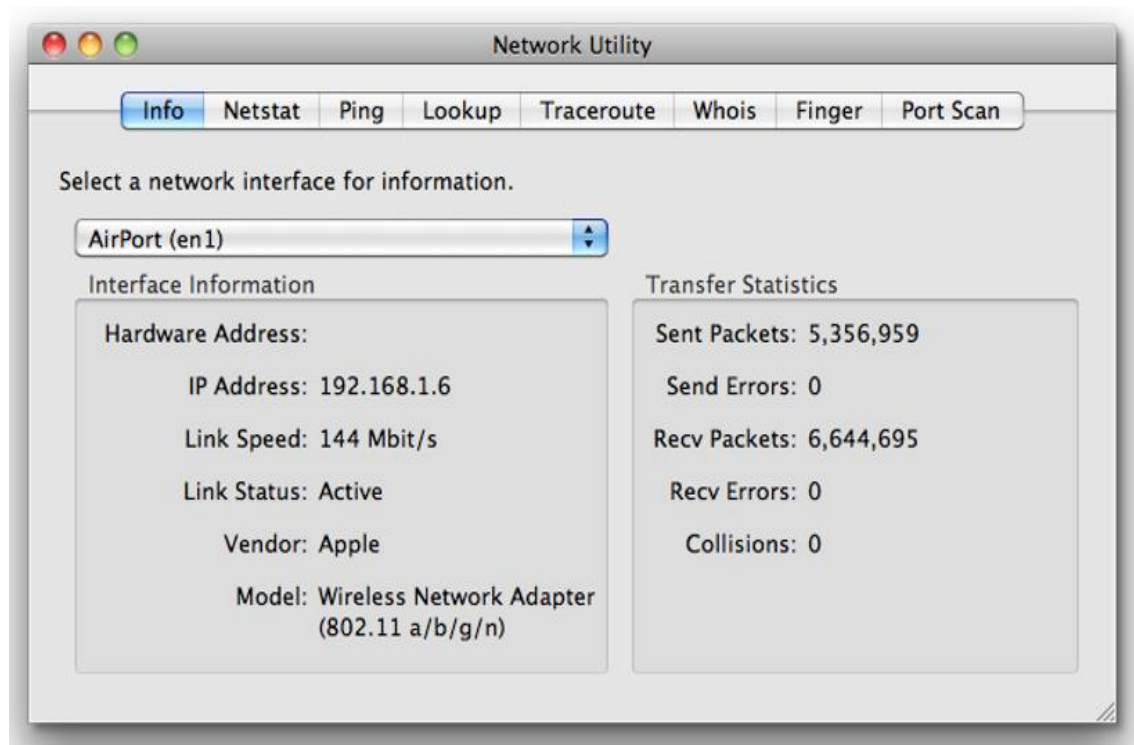 Network Utility
Info Netstat Ping Lookup Traceroute Whois Finger Port Scan
Select a network interface for information.
AirPort (en1)
Interface Information
Hardware Address:
IP Address: 192.168.1.6
Link Speed: 144 Mbit/s
Link Status: Active
Vendor: Apple
Model: Wireless Network Adapter
(802.11 a/b/g/n)
Transfer Statistics
Sent Packets: 5,356,959
Send Errors: 0
Recv Packets: 6,644,695
Recv Errors: 0
Collisions: 0